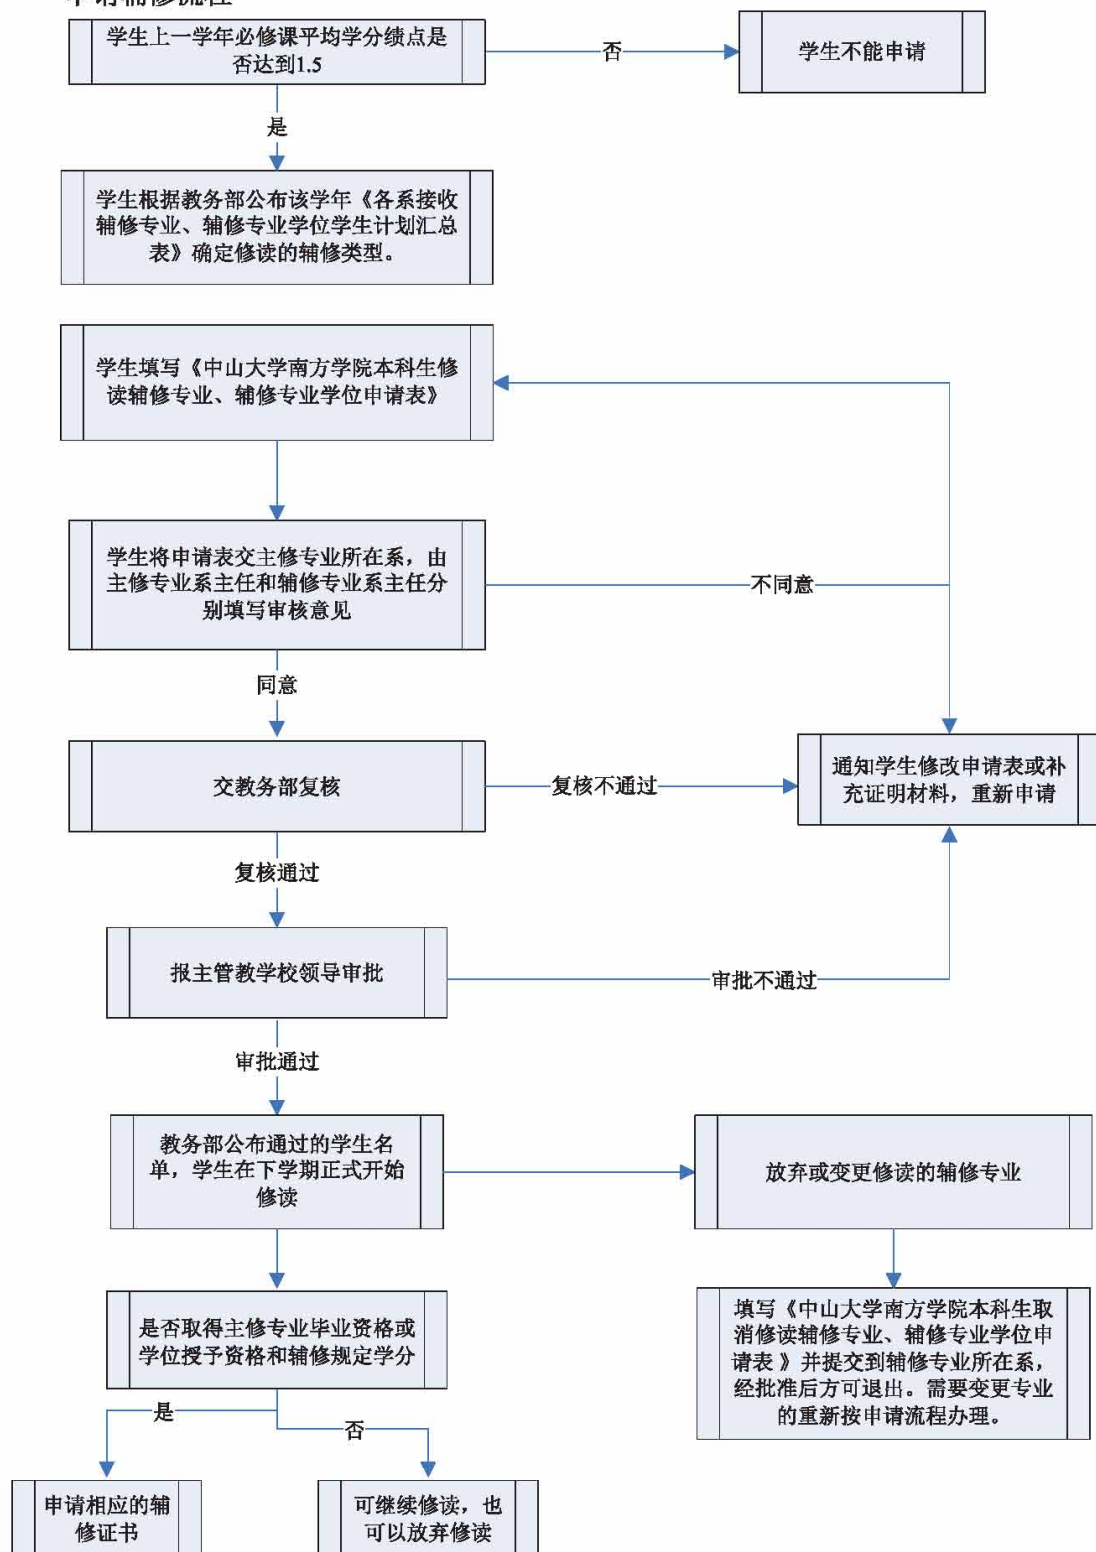 申请辅修流程
学生上一学年必修课平均学分绩点是
否达到1.5
否
学生不能申请
是
学生根据教务部公布该学年《各系接收
辅修专业、辅修专业学位学生计划汇总
表》确定修读的辅修类型。
学生填写《中山大学南方学院本科生修
读辅修专业、辅修专业学位申请表》
学生将申请表交主修专业所在系，由
主修专业系主任和辅修专业系主任分
别填写审核意见
不同意
同意
交教务部复核
复核不通过
通知学生修改申请表或补
充证明材料，重新申请
复核通过
报主管教学校领导审批
审批不通过
审批通过
教务部公布通过的学生名
单，学生在下学期正式开始
修读
放弃或变更修读的辅修专业
是否取得主修专业毕业资格或
学位授予资格和辅修规定学分
填写《中山大学南方学院本科生取
消修读辅修专业、辅修专业学位申
请表 》并提交到辅修专业所在系，
经批准后方可退出。需要变更专业
的重新按申请流程办理。
是
否
申请相应的辅
修证书
可继续修读，也
可以放弃修读